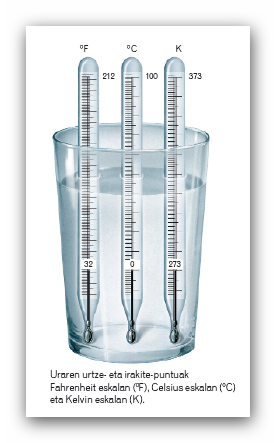 °F °C K
212 100 373
32 0 273
Uraren urtze- eta irakite-puntuak
Fahrenheit eskalan (°F), Celsius eskalan (°C)
eta Kelvin eskalan (K).